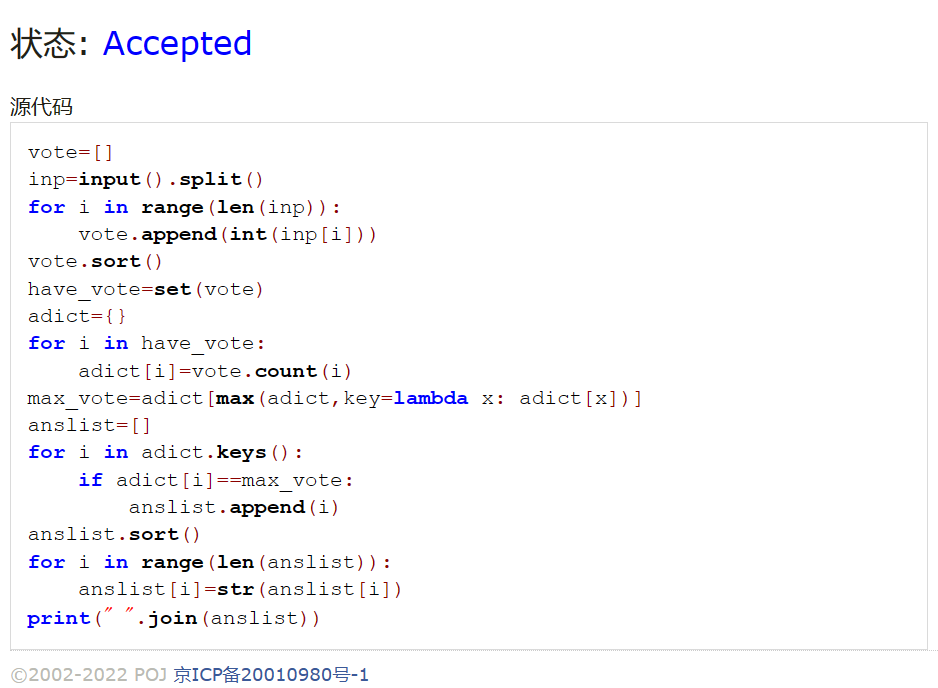 状态: Accepted
源代码
vote=[]
inp=input().split()
for i in range(len(inp)):
    vote.append(int(inp[i]))
vote.sort()
have_vote=set(vote)
adict={}
for i in have_vote:
    adict[i]=vote.count(i)
max_vote=adict[max(adict,key=lambda x: adict[x])]
anslist=[]
for i in adict.keys():
    if adict[i]==max_vote:
        anslist.append(i)
anslist.sort()
for i in range(len(anslist)):
    anslist[i]=str(anslist[i])
print(" ".join(anslist))
©2002-2022 POJ 京ICP备20010980号-1